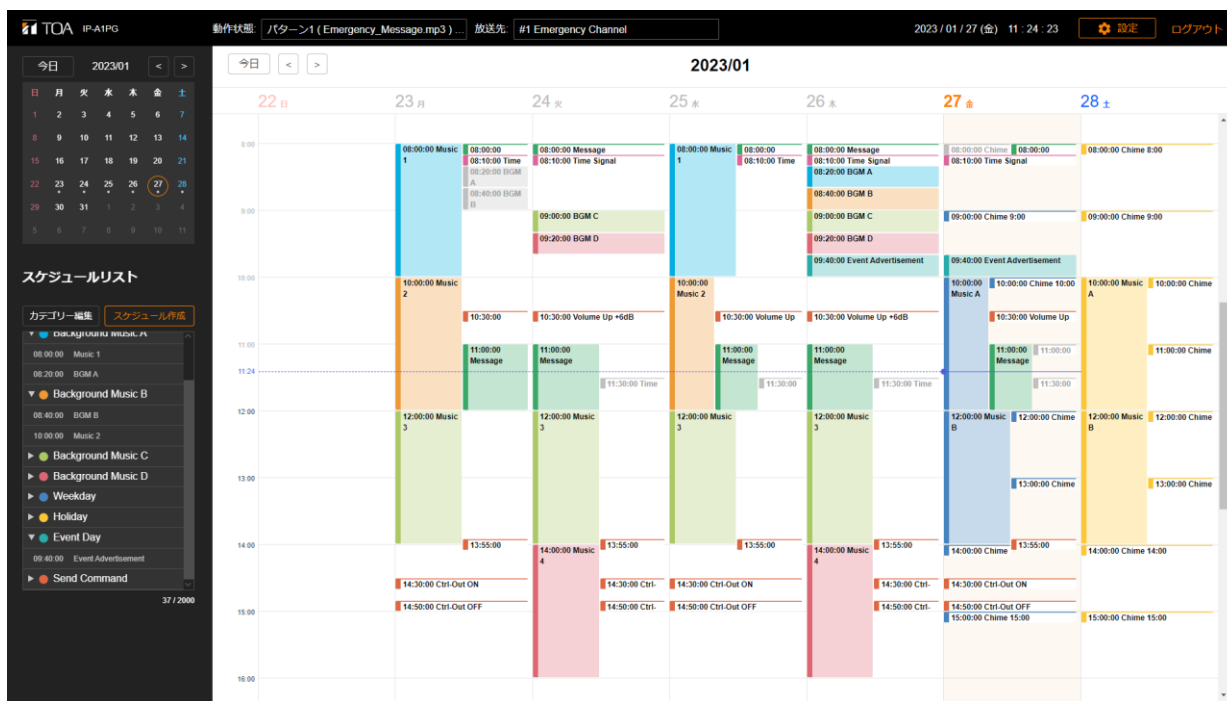 TOA IP-A1PG
動作状態: パターン1 ( Emergency_Message.mp3 ) ... 放送先: #1 Emergency Channel
2023 / 01 / 27 (金) 11 : 24 : 23
設定
ログアウト
今日 2023/01 < >
日 月 火 水 木 金 土
1 2 3 4 5 6 7
8 9 10 11 12 13 14
15 16 17 18 19 20 21
22 23 24 25 26 27 28
29 30 31 1 2 3 4
5 6 7 8 9 10 11
スケジュールリスト
カテゴリー編集 スケジュール作成
Background Music A
08:00:00 Music 1
08:20:00 BGM A
Background Music B
08:40:00 BGM B
10:00:00 Music 2
Background Music C
Background Music D
Weekday
Holiday
Event Day
09:40:00 Event Advertisement
Send Command
37 / 2000
今日 < >
2023/01
22 日 23 月 24 火 25 水 26 木 27 金 28 土
8:00
9:00
10:00
11:00
11:24
12:00
13:00
14:00
15:00
16:00
08:00:00 Music 1
08:00:00
08:10:00 Time
08:20:00 BGM A
08:40:00 BGM B
10:00:00 Music 2
10:30:00
11:00:00 Message
12:00:00 Music 3
13:55:00
14:30:00 Ctrl-Out ON
14:50:00 Ctrl-Out OFF
08:00:00 Message
08:10:00 Time Signal
09:00:00 BGM C
09:20:00 BGM D
10:30:00 Volume Up +6dB
11:00:00 Message
11:30:00 Time
12:00:00 Music 3
13:55:00
14:00:00 Music 4
14:30:00 Ctrl-
14:50:00 Ctrl-
08:00:00 Music 1
08:00:00
08:10:00 Time
10:00:00 Music 2
10:30:00 Volume Up
11:00:00 Message
11:30:00
12:00:00 Music 3
13:55:00
14:30:00 Ctrl-Out ON
14:50:00 Ctrl-Out OFF
08:00:00 Message
08:10:00 Time Signal
08:20:00 BGM A
08:40:00 BGM B
09:00:00 BGM C
09:20:00 BGM D
09:40:00 Event Advertisement
10:30:00 Volume Up +6dB
11:00:00 Message
11:30:00 Time
12:00:00 Music 3
13:55:00
14:00:00 Music 4
14:30:00 Ctrl-
14:50:00 Ctrl-
08:00:00 Chime
08:00:00
08:10:00 Time Signal
09:00:00 Chime 9:00
09:40:00 Event Advertisement
10:00:00 Music A
10:00:00 Chime 10:00
10:30:00 Volume Up
11:00:00 Message
11:00:00
11:30:00
12:00:00 Music B
12:00:00 Chime
13:00:00 Chime
13:55:00
14:00:00 Chime
14:30:00 Ctrl-Out ON
14:50:00 Ctrl-Out OFF
15:00:00 Chime 15:00
08:00:00 Chime 8:00
09:00:00 Chime 9:00
10:00:00 Music A
10:00:00 Chime
11:00:00 Chime
12:00:00 Music B
12:00:00 Chime
13:00:00 Chime
14:00:00 Chime 14:00
15:00:00 Chime 15:00